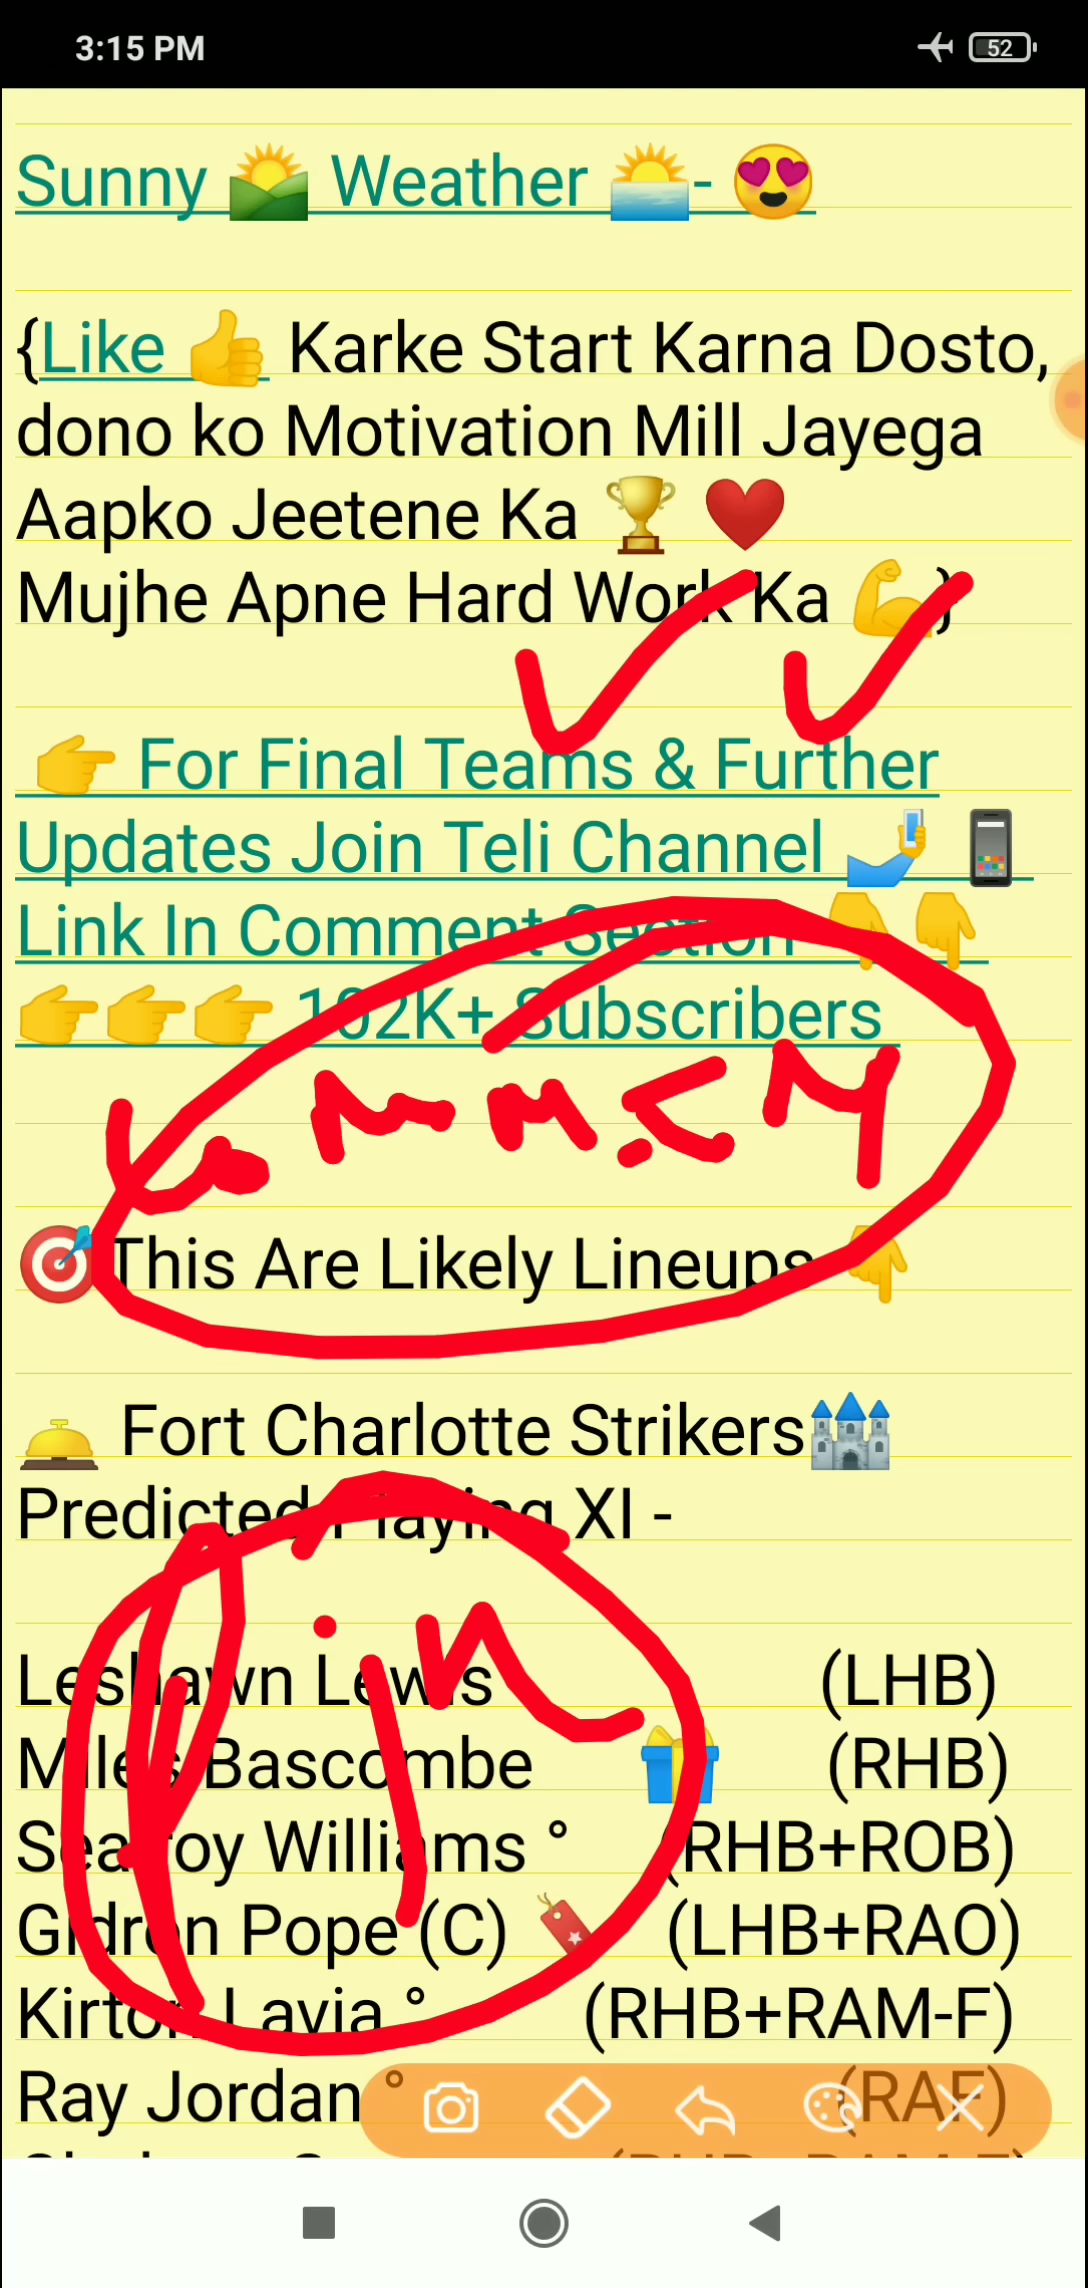 3:15 PM
52
Sunny 🌄 Weather 🌅- 😍
{Like 👍 Karke Start Karna Dosto,
dono ko Motivation Mill Jayega
Aapko Jeetene Ka 🏆 ❤️
Mujhe Apne Hard Work Ka 💪}
👉 For Final Teams & Further
Updates Join Teli Channel 🤳 📱
Link In Comment Section 👇👇
👉👉👉 102K+ Subscribers
🎯 This Are Likely Lineups 👇
🛎️ Fort Charlotte Strikers🏰
Predicted Playing XI -
Leshawn Lewis (LHB)
Miles Bascombe 🎁 (RHB)
Seafoy Williams ° (RHB+ROB)
Gidron Pope (C) 🧧 (LHB+RAO)
Kirton Lavia ° (RHB+RAM-F)
Ray Jordan ° (RAF)